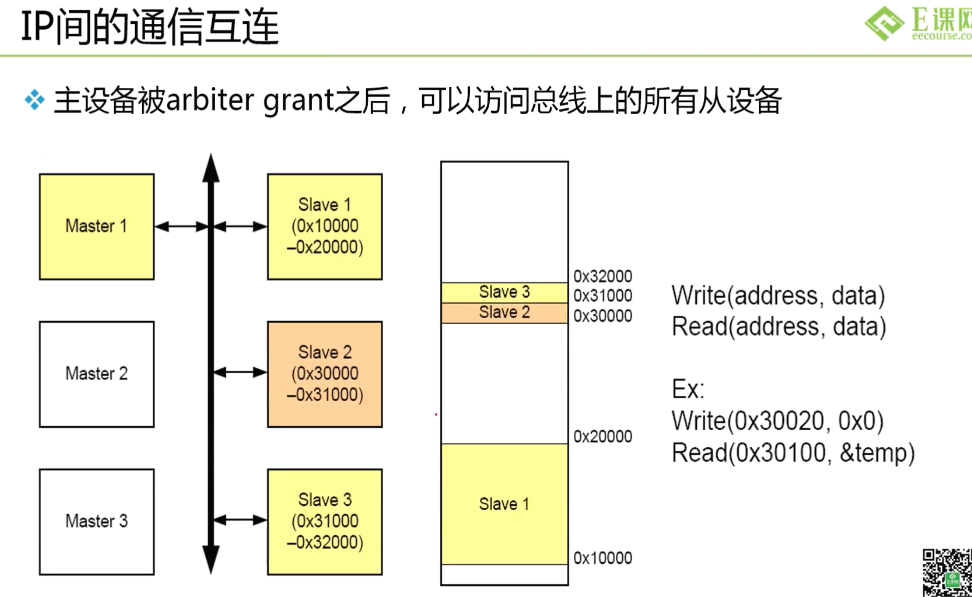 IP间的通信互连
E课网
eecourse.co
主设备被arbiter grant之后，可以访问总线上的所有从设备
Master 1
Slave 1
(0x10000
–0x20000)
Master 2
Slave 2
(0x30000
–0x31000)
Master 3
Slave 3
(0x31000
–0x32000)
0x32000
Slave 3
0x31000
Slave 2
0x30000
0x20000
Slave 1
0x10000
Write(address, data)
Read(address, data)
Ex:
Write(0x30020, 0x0)
Read(0x30100, &temp)